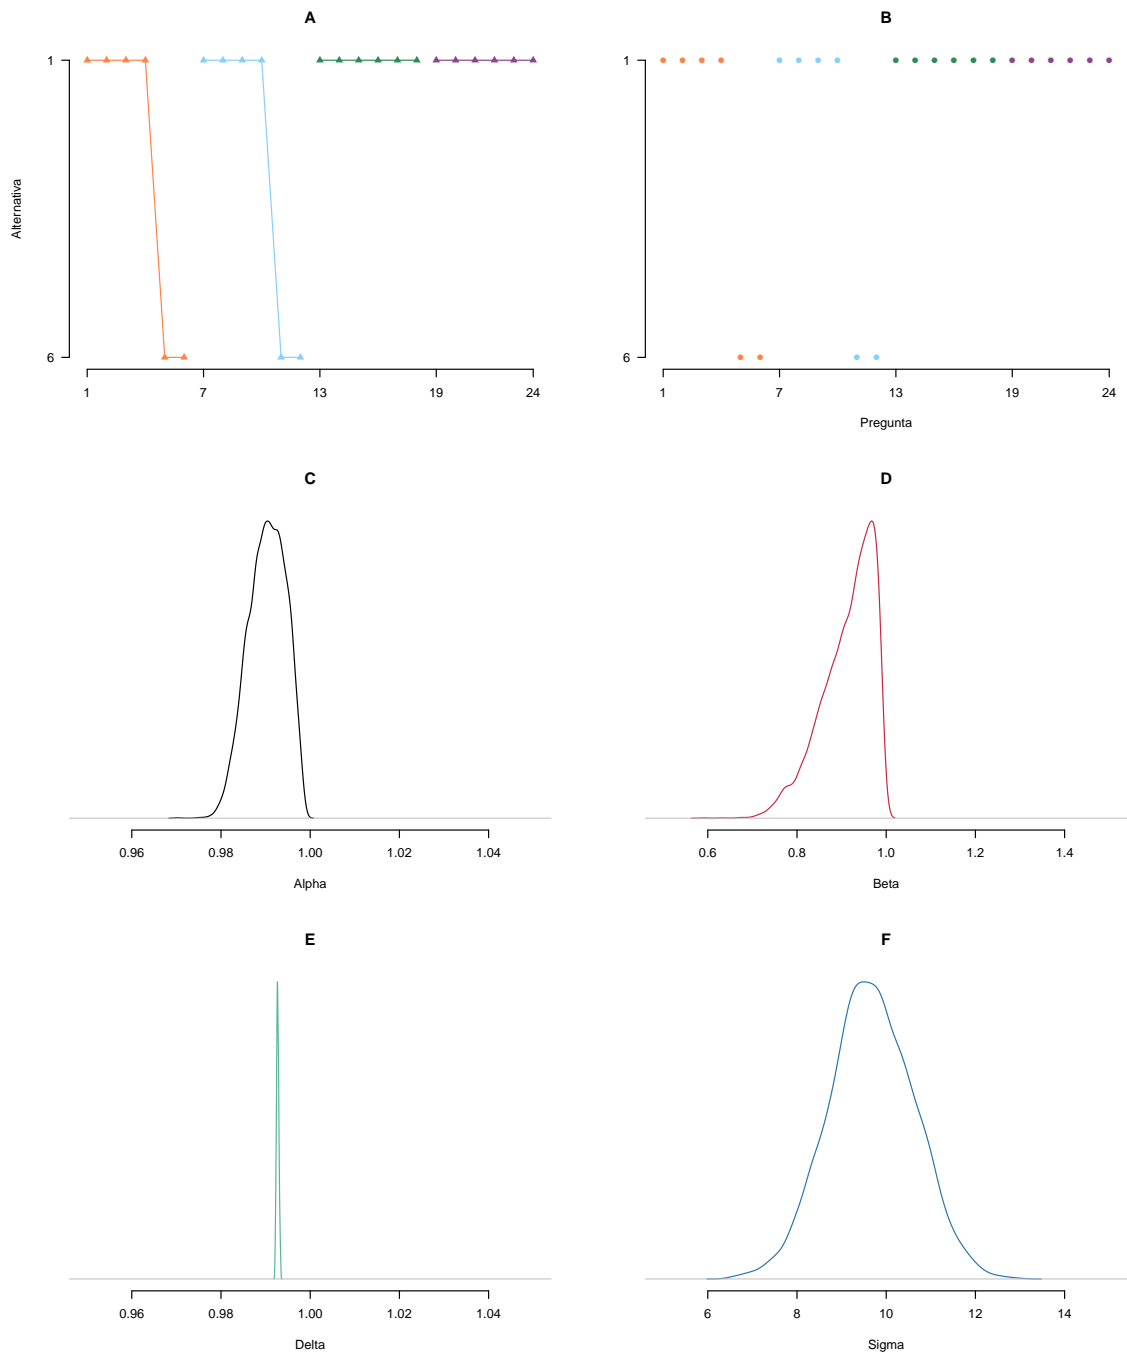 A
B
1
6
Alternativa
1 7 13 19 24
1
6
1 7 13 19 24
Pregunta
C
D
0.96 0.98 1.00 1.02 1.04
Alpha
0.6 0.8 1.0 1.2 1.4
Beta
E
F
0.96 0.98 1.00 1.02 1.04
Delta
6 8 10 12 14
Sigma